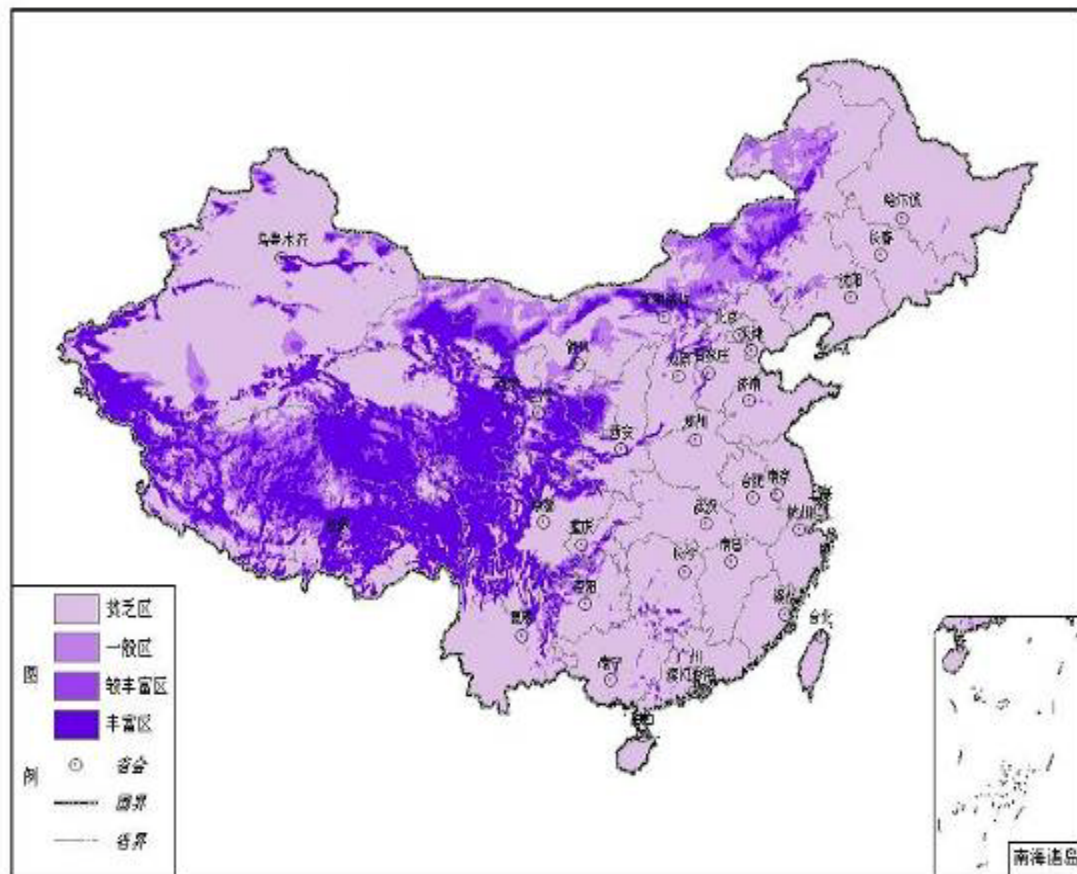 哈尔滨
长春
乌鲁木齐
沈阳
北京
天津
银川
太原
石家庄
济南
郑州
西安
合肥
南京
杭州
武汉
成都
重庆
长沙
南昌
贵阳
昆明
福州
台北
南宁
广州
海口
贫乏区
一般区
较丰富区
丰富区
图
例
省会
国界
省界
南海诸岛